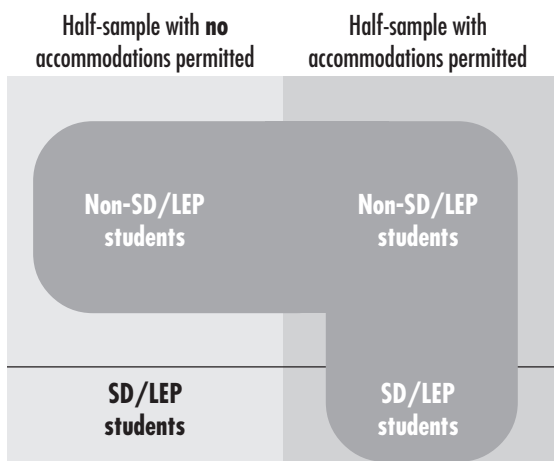 Half-sample with no
accommodations permitted
Half-sample with
accommodations permitted
Non-SD/LEP
students
Non-SD/LEP
students
SD/LEP
students
SD/LEP
students